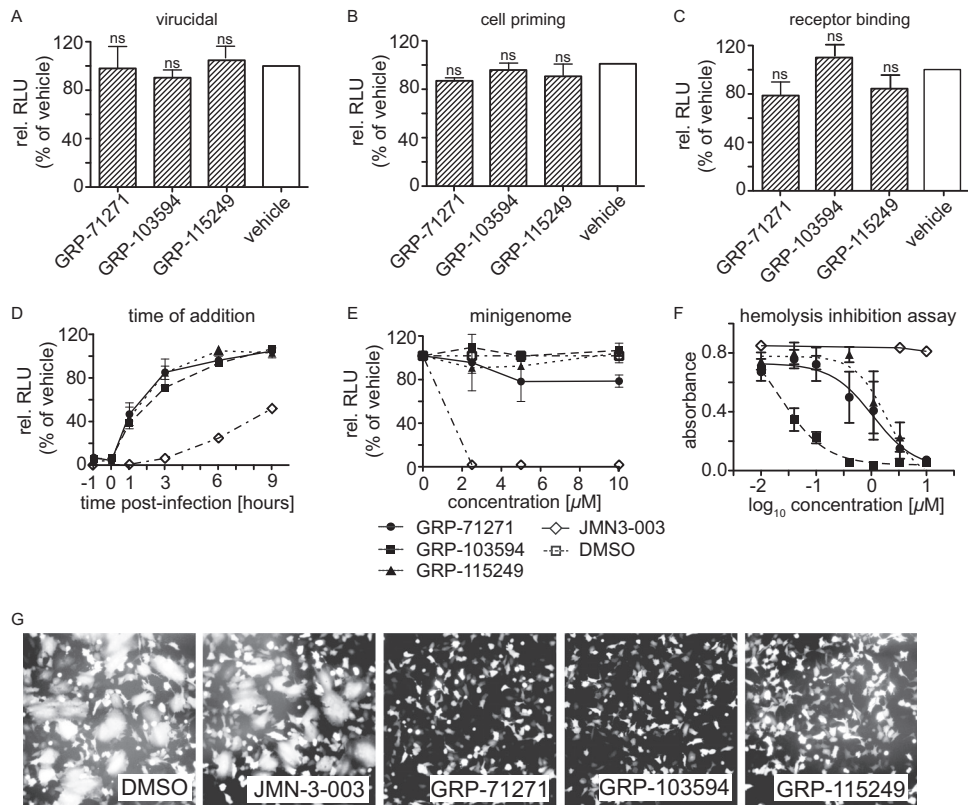 A
virucidal
rel. RLU
(% of vehicle)
120
80
40
0
ns
ns
ns
GRP-71271
GRP-103594
GRP-115249
vehicle
B
cell priming
rel. RLU
(% of vehicle)
120
80
40
0
ns
ns
ns
GRP-71271
GRP-103594
GRP-115249
vehicle
C
receptor binding
rel. RLU
(% of vehicle)
120
80
40
0
ns
ns
ns
GRP-71271
GRP-103594
GRP-115249
vehicle
D
time of addition
rel. RLU
(% of vehicle)
120
80
40
0
-1 0 1 3 6 9
time post-infection [hours]
E
minigenome
rel. RLU
(% of vehicle)
120
80
40
0
0 2 4 6 8 10
concentration [µM]
F
hemolysis inhibition assay
absorbance
0.8
0.4
0.0
-2 -1 0 1
log10 concentration [µM]
GRP-71271
GRP-103594
GRP-115249
JMN3-003
DMSO
G
DMSO
JMN-3-003
GRP-71271
GRP-103594
GRP-115249